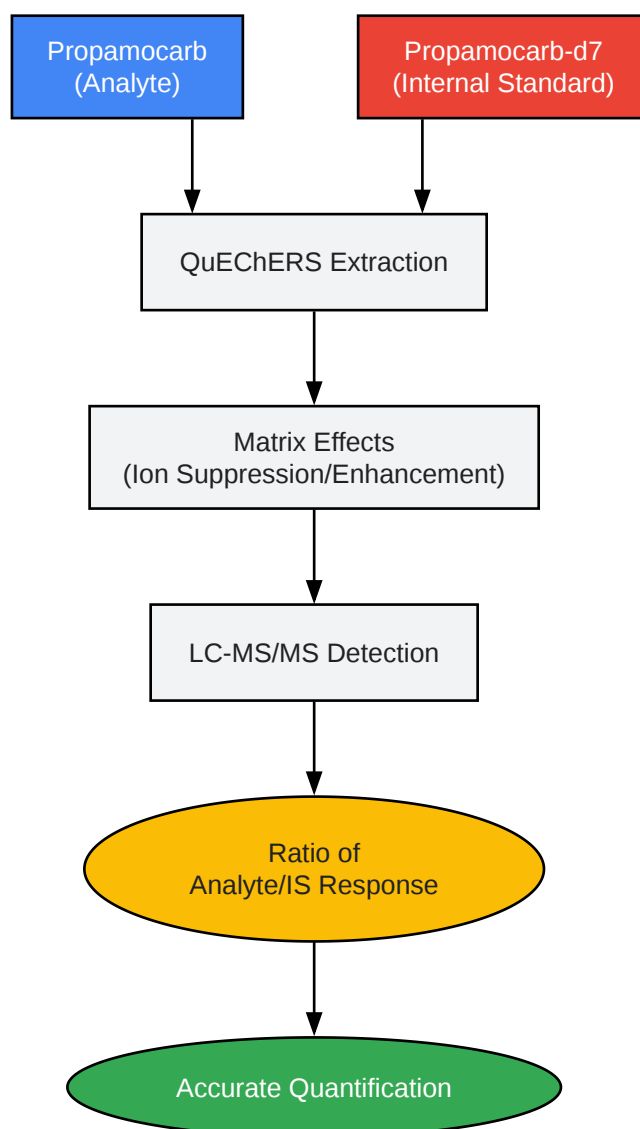 Propamocarb
(Analyte)
Propamocarb-d7
(Internal Standard)
QuEChERS Extraction
Matrix Effects
(Ion Suppression/Enhancement)
LC-MS/MS Detection
Ratio of
Analyte/IS Response
Accurate Quantification